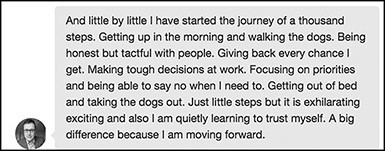 And little by little I have started the journey of a thousand
steps. Getting up in the morning and walking the dogs. Being
honest but tactful with people. Giving back every chance I
get. Making tough decisions at work. Focusing on priorities
and being able to say no when I need to. Getting out of bed
and taking the dogs out. Just little steps but it is exhilarating
exciting and also I am quietly learning to trust myself. A big
difference because I am moving forward.